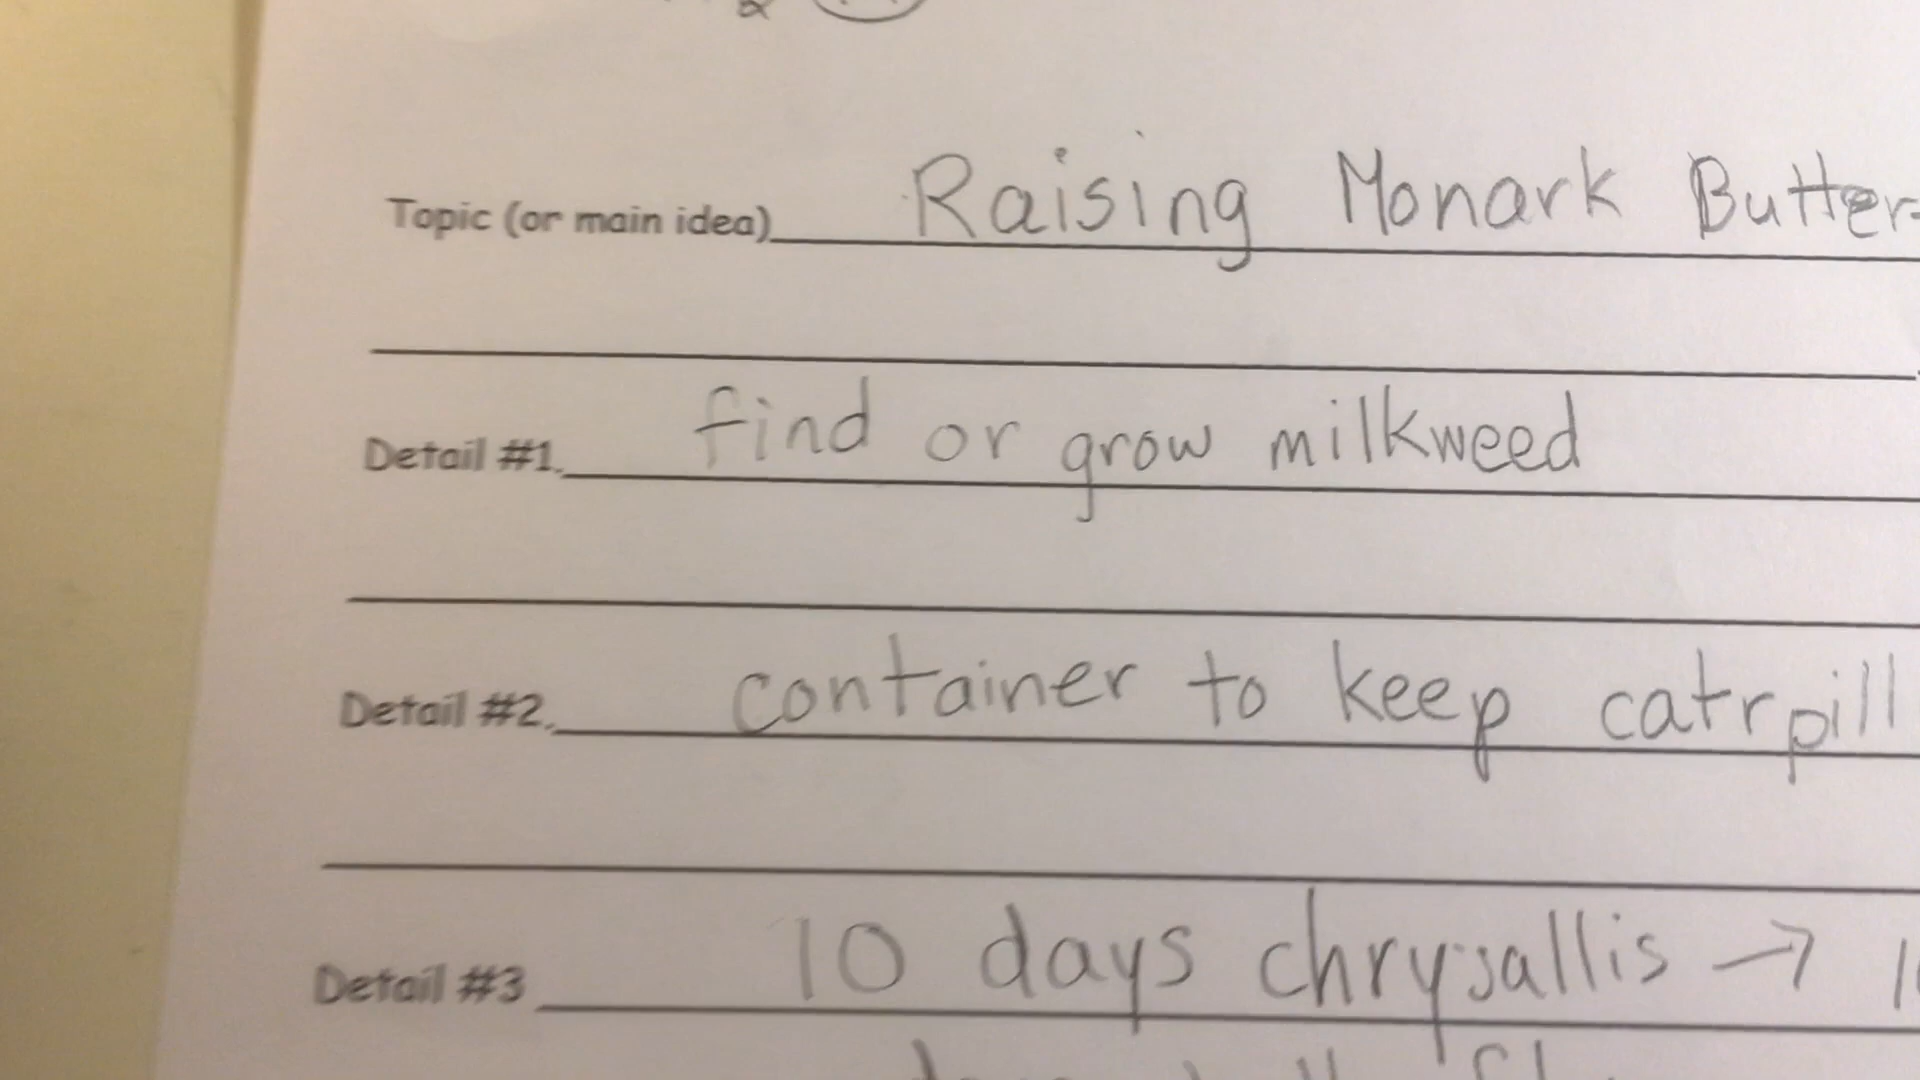 Topic (or main idea) Raising Monark Butter-
Detail #1. find or grow milkweed
Detail #2. container to keep catrpill
Detail #3 10 days chrysallis →